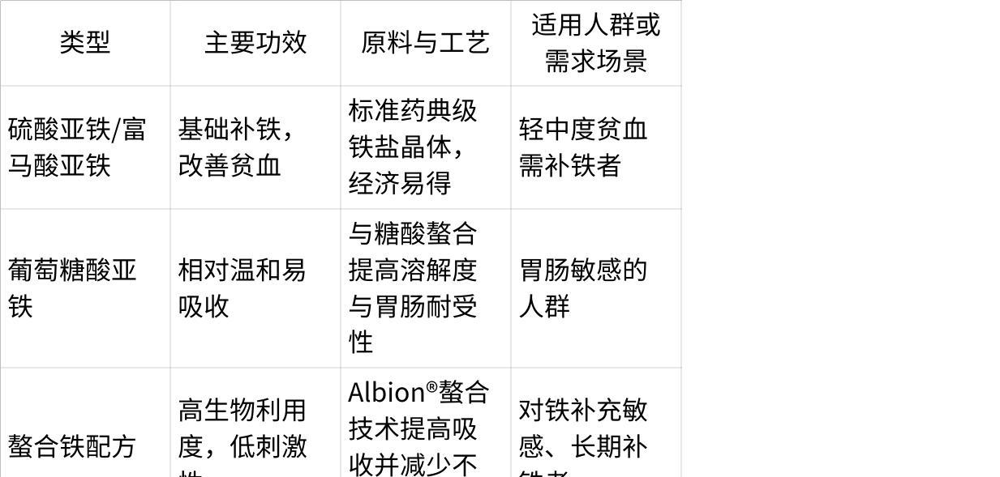 类型
主要功效
原料与工艺
适用人群或
需求场景
硫酸亚铁/富
马酸亚铁
基础补铁，
改善贫血
标准药典级
铁盐晶体，
经济易得
轻中度贫血
需补铁者
葡萄糖酸亚
铁
相对温和易
吸收
与糖酸螯合
提高溶解度
与胃肠耐受
性
胃肠敏感的
人群
螯合铁配方
高生物利用
度，低刺激
Albion®螯合
技术提高吸
收并减少不
对铁补充敏
感、长期补